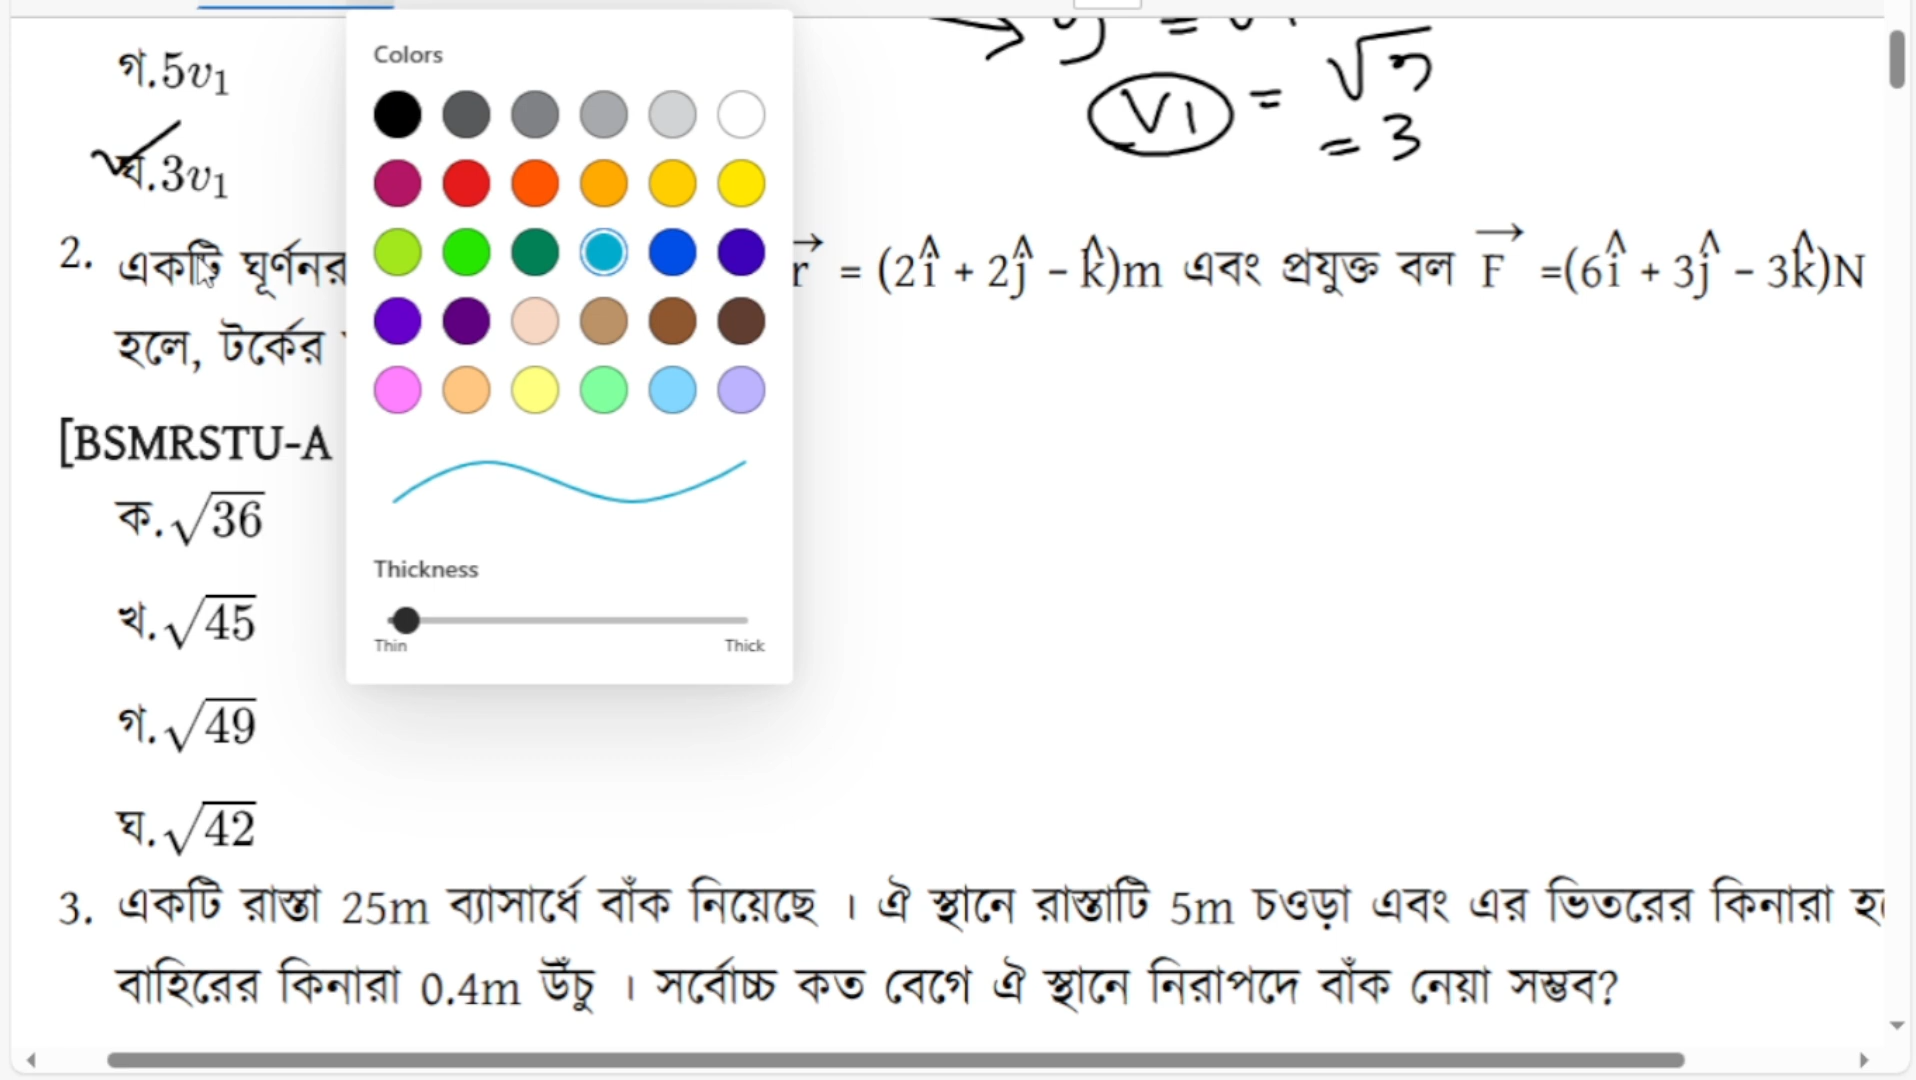 Colors
গ.5v₁
V1 = √9
= 3
ঘ.3v₁
2. একটি ঘূর্ণনর r⃗ = (2î + 2ĵ − k̂)m এবং প্রযুক্ত বল F⃗ =(6î + 3ĵ − 3k̂)N
হলে, টর্কের
[BSMRSTU-A
ক.√36
Thickness
খ.√45
Thin Thick
গ.√49
ঘ.√42
3. একটি রাস্তা 25m ব্যাসার্ধে বাঁক নিয়েছে । ঐ স্থানে রাস্তাটি 5m চওড়া এবং এর ভিতরের কিনারা
বাহিরের কিনারা 0.4m উঁচু । সর্বোচ্চ কত বেগে ঐ স্থানে নিরাপদে বাঁক নেয়া সম্ভব?